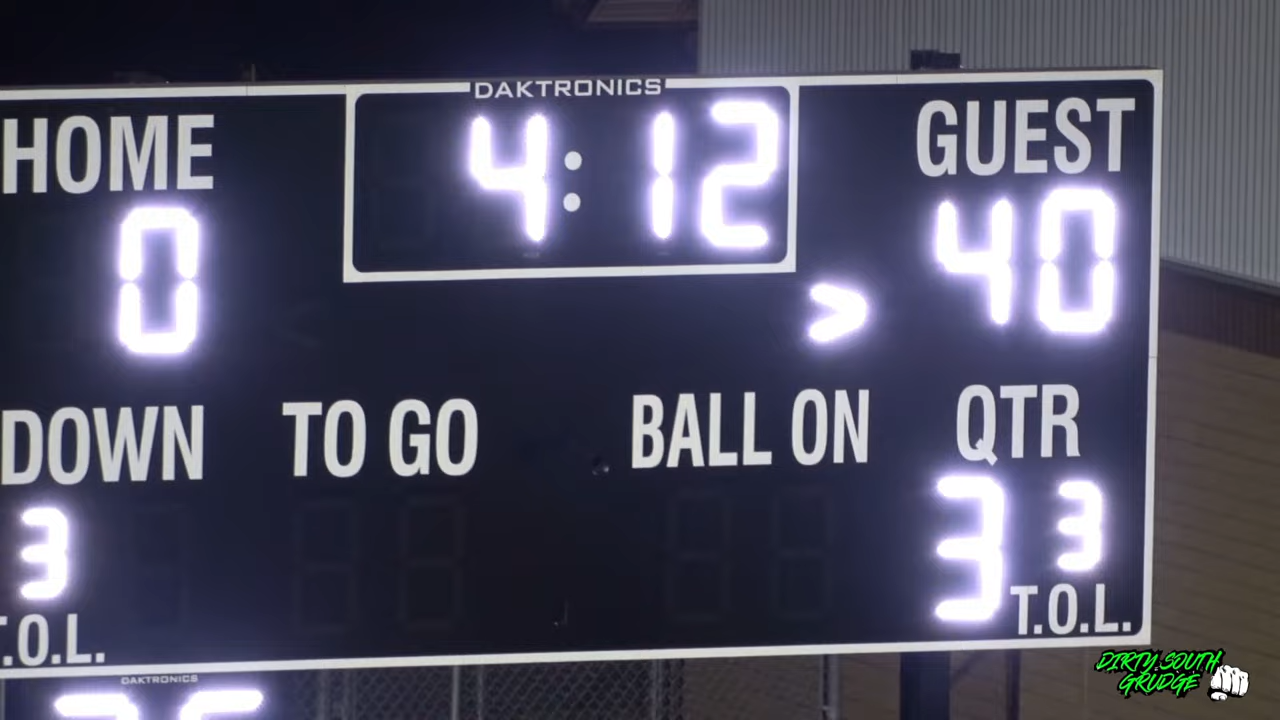 DAKTRONICS
HOME 4:12 GUEST
0 > 40
DOWN TO GO BALL ON QTR
3 3 3
T.O.L. T.O.L.
DAKTRONICS
DIRTY SOUTH
GRUDGE